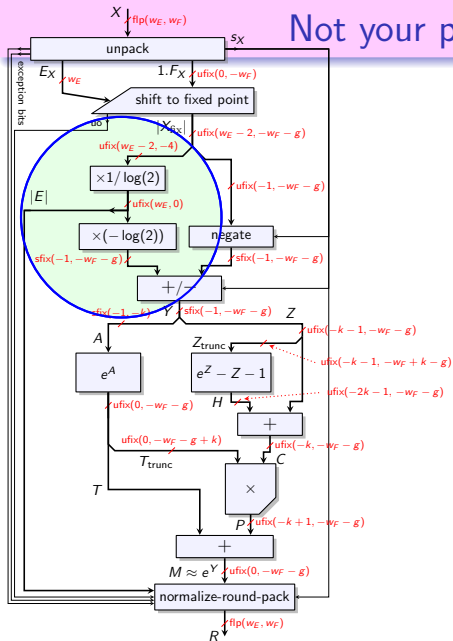 Not your p
X
flp(w_E, w_F)
unpack
s_X
exception bits
E_X
w_E
1.F_X
ufix(0, −w_F)
shift to fixed point
|X_fix|
ufix(w_E − 2, −w_F − g)
ufix(w_E − 2, −4)
×1/ log(2)
ufix(−1, −w_F − g)
|E|
ufix(w_E, 0)
×(− log(2))
negate
sfix(−1, −w_F − g)
sfix(−1, −w_F − g)
+/−
sfix(−1, −k)
Y
sfix(−1, −w_F − g)
Z
A
ufix(−k − 1, −w_F − g)
Z_trunc
ufix(−k − 1, −w_F + k − g)
e^A
e^Z − Z − 1
ufix(−2k − 1, −w_F − g)
ufix(0, −w_F − g)
H
+
ufix(0, −w_F − g + k)
ufix(−k, −w_F − g)
T_trunc
C
×
T
P
ufix(−k + 1, −w_F − g)
+
M ≈ e^Y
ufix(0, −w_F − g)
normalize-round-pack
flp(w_E, w_F)
R